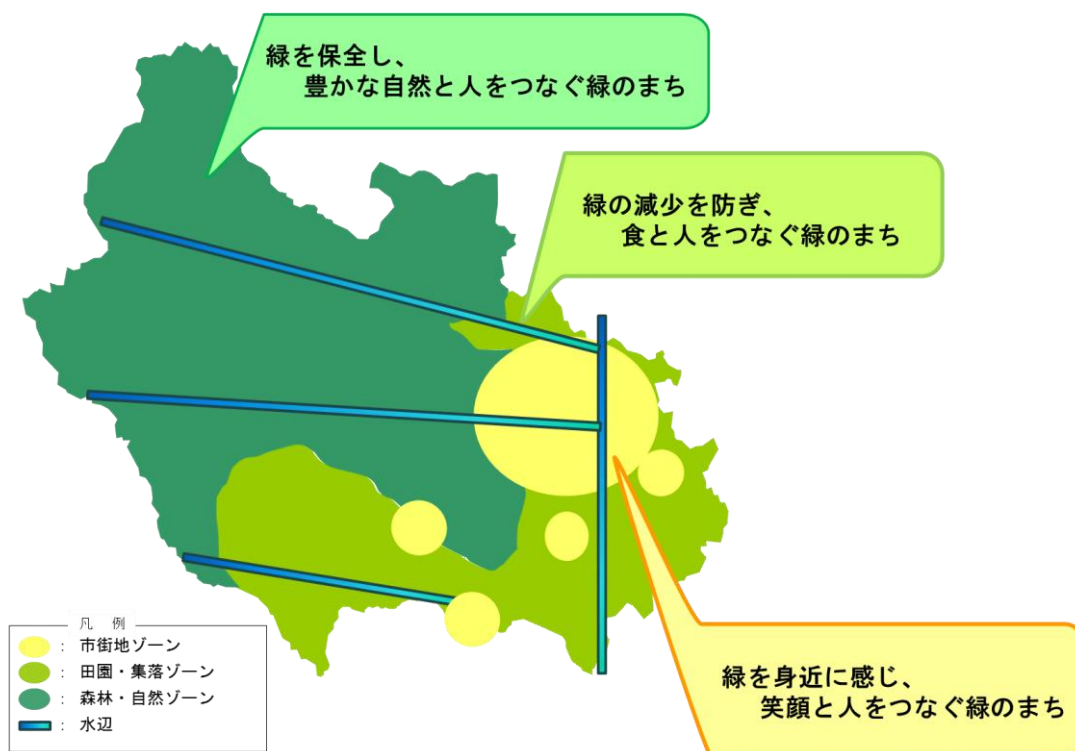 緑を保全し、
豊かな自然と人をつなぐ緑のまち
緑の減少を防ぎ、
食と人をつなぐ緑のまち
緑を身近に感じ、
笑顔と人をつなぐ緑のまち
凡 例
： 市街地ゾーン
： 田園・集落ゾーン
： 森林・自然ゾーン
： 水辺